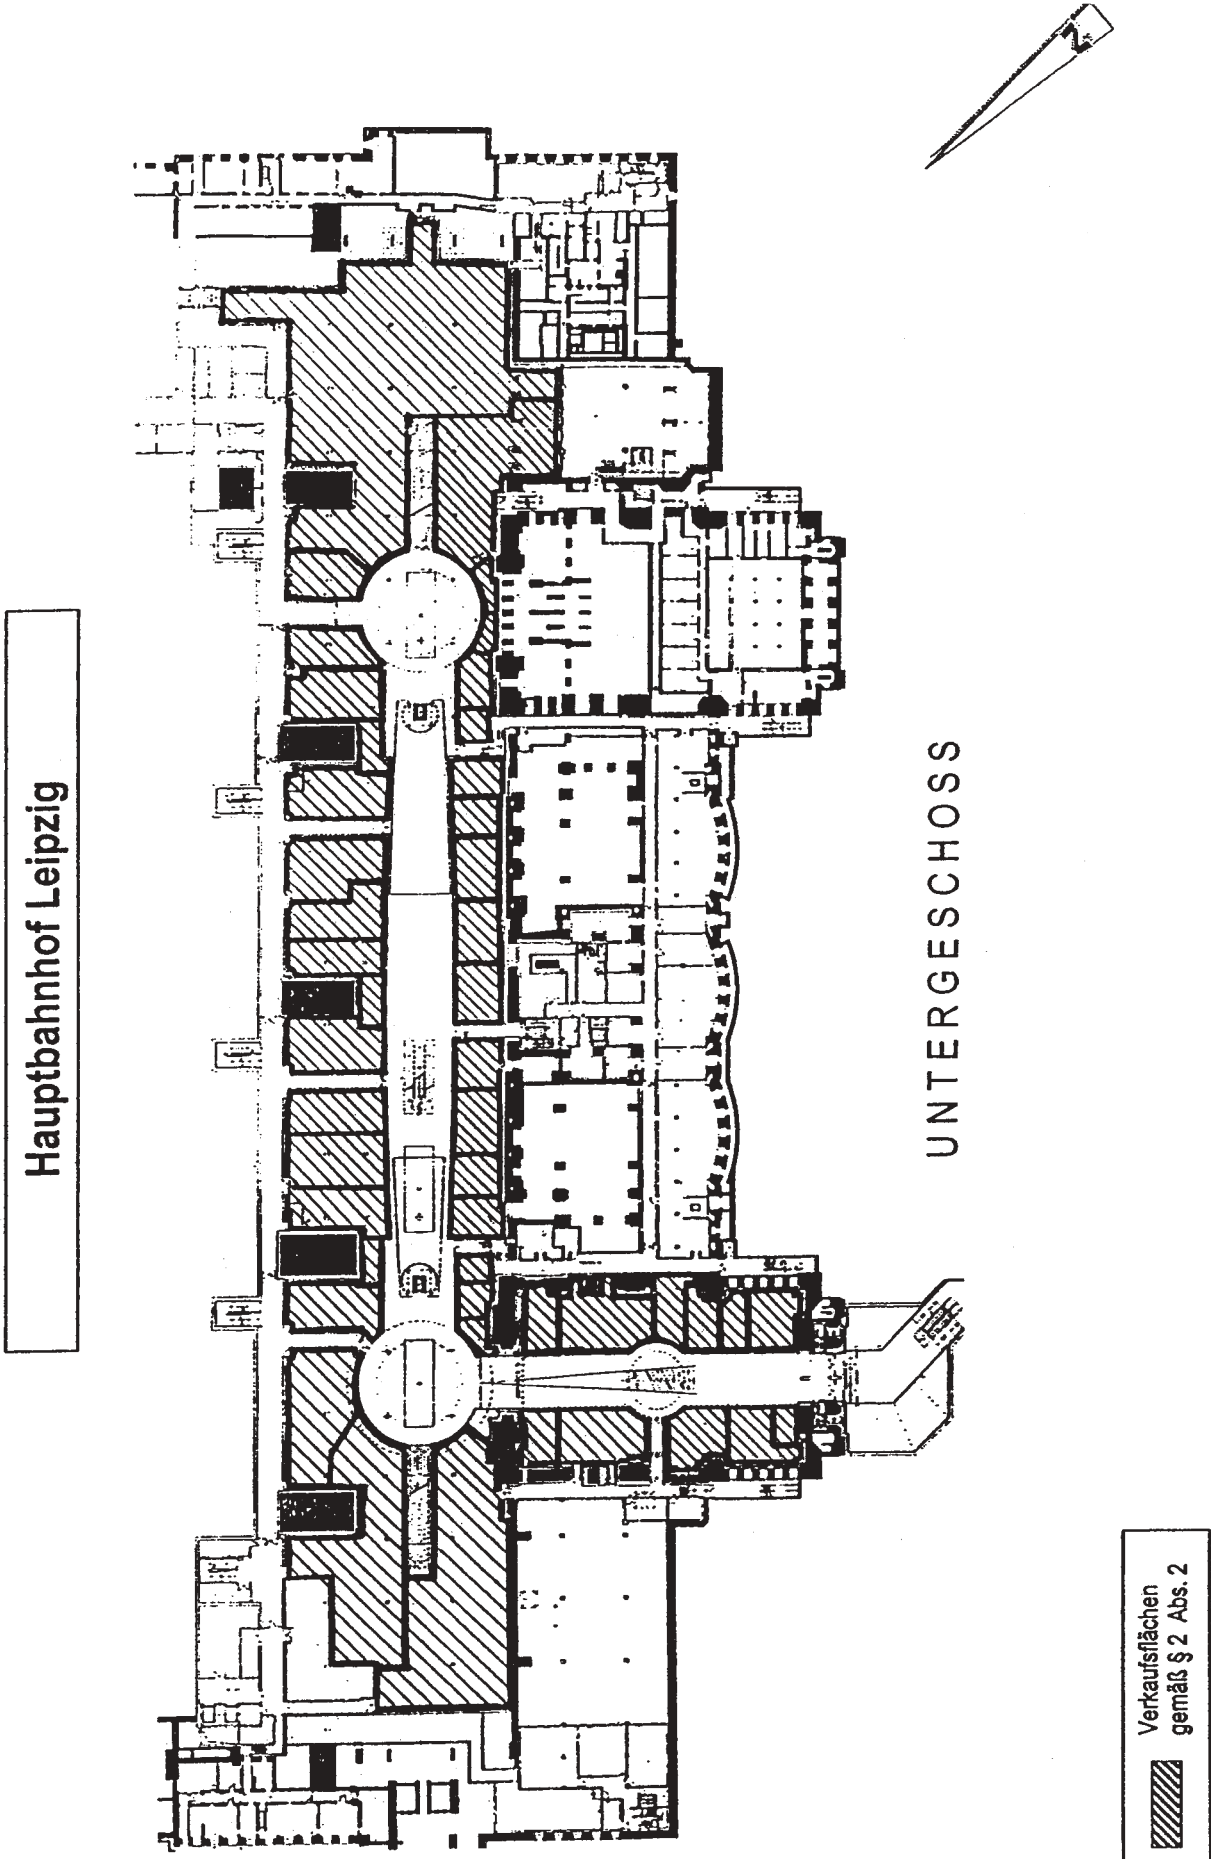 Hauptbahnhof Leipzig
N
UNTERGESCHOSS
Verkaufsflächen
gemäß § 2 Abs. 2